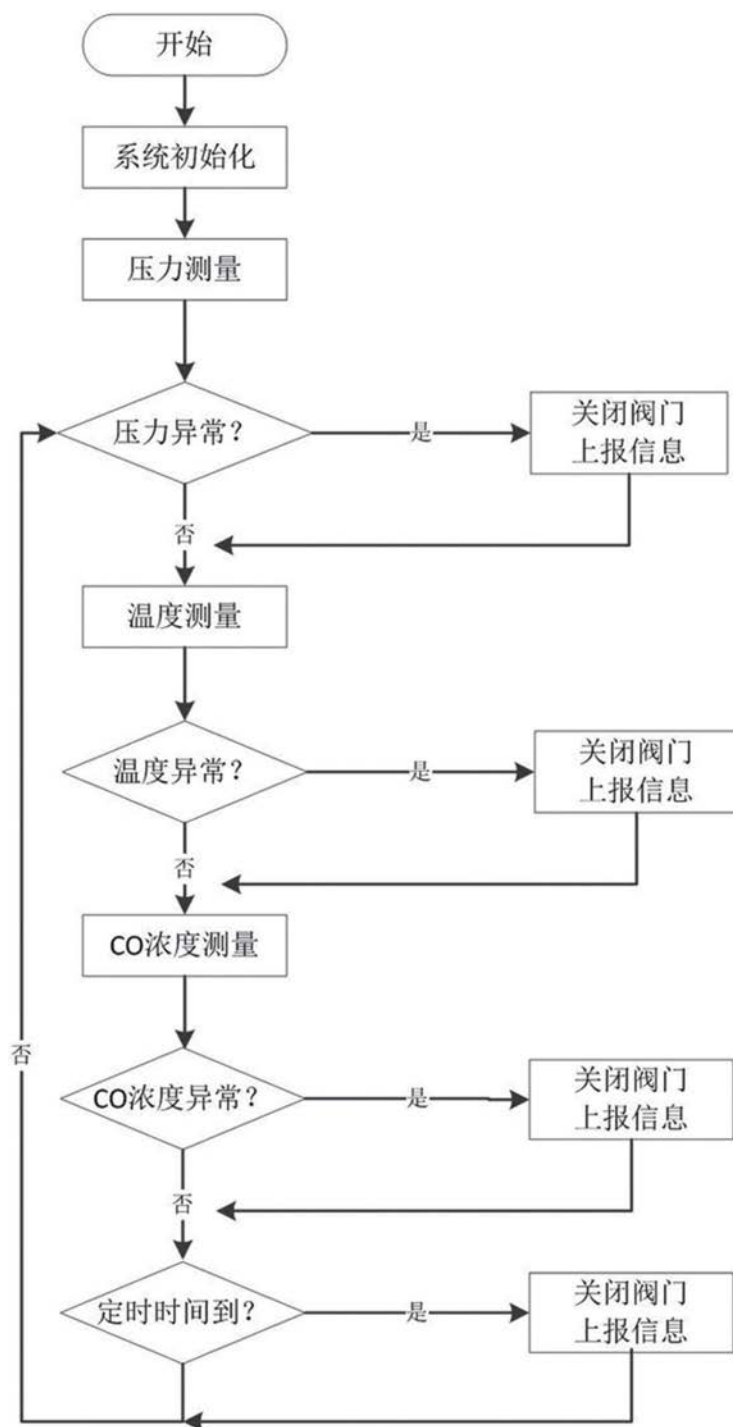 开始
系统初始化
压力测量
压力异常？
是
关闭阀门
上报信息
否
温度测量
温度异常？
是
关闭阀门
上报信息
否
CO浓度测量
否
CO浓度异常？
是
关闭阀门
上报信息
否
定时时间到？
是
关闭阀门
上报信息